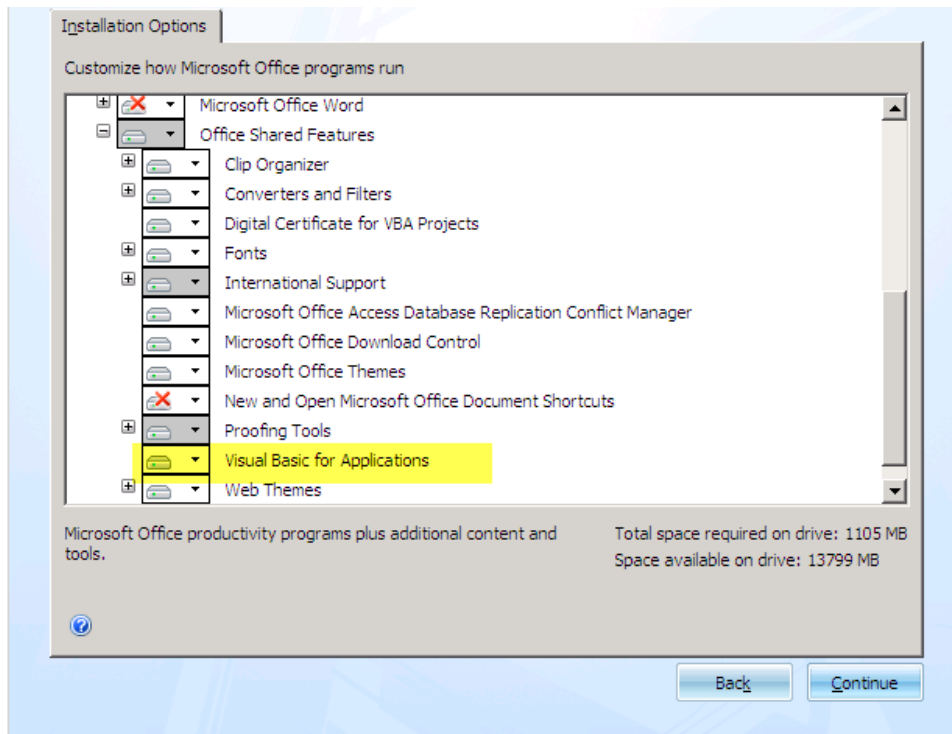 Installation Options
Customize how Microsoft Office programs run
Microsoft Office Word
Office Shared Features
Clip Organizer
Converters and Filters
Digital Certificate for VBA Projects
Fonts
International Support
Microsoft Office Access Database Replication Conflict Manager
Microsoft Office Download Control
Microsoft Office Themes
New and Open Microsoft Office Document Shortcuts
Proofing Tools
Visual Basic for Applications
Web Themes
Microsoft Office productivity programs plus additional content and
tools.
Total space required on drive: 1105 MB
Space available on drive: 13799 MB
Back
Continue